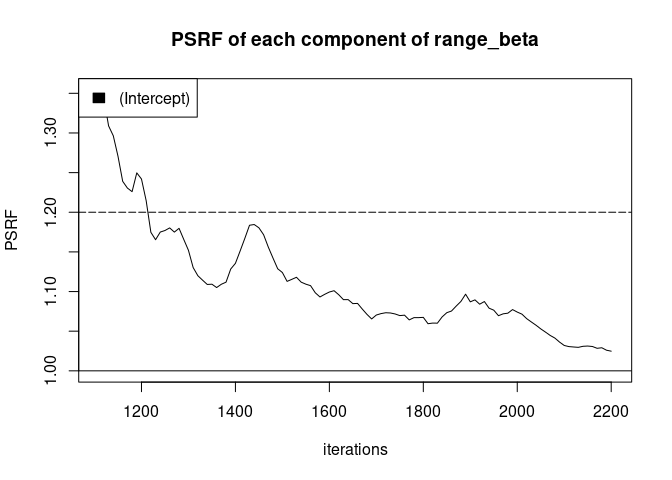 PSRF of each component of range_beta
(Intercept)
PSRF
1.30
1.20
1.10
1.00
1200 1400 1600 1800 2000 2200
iterations